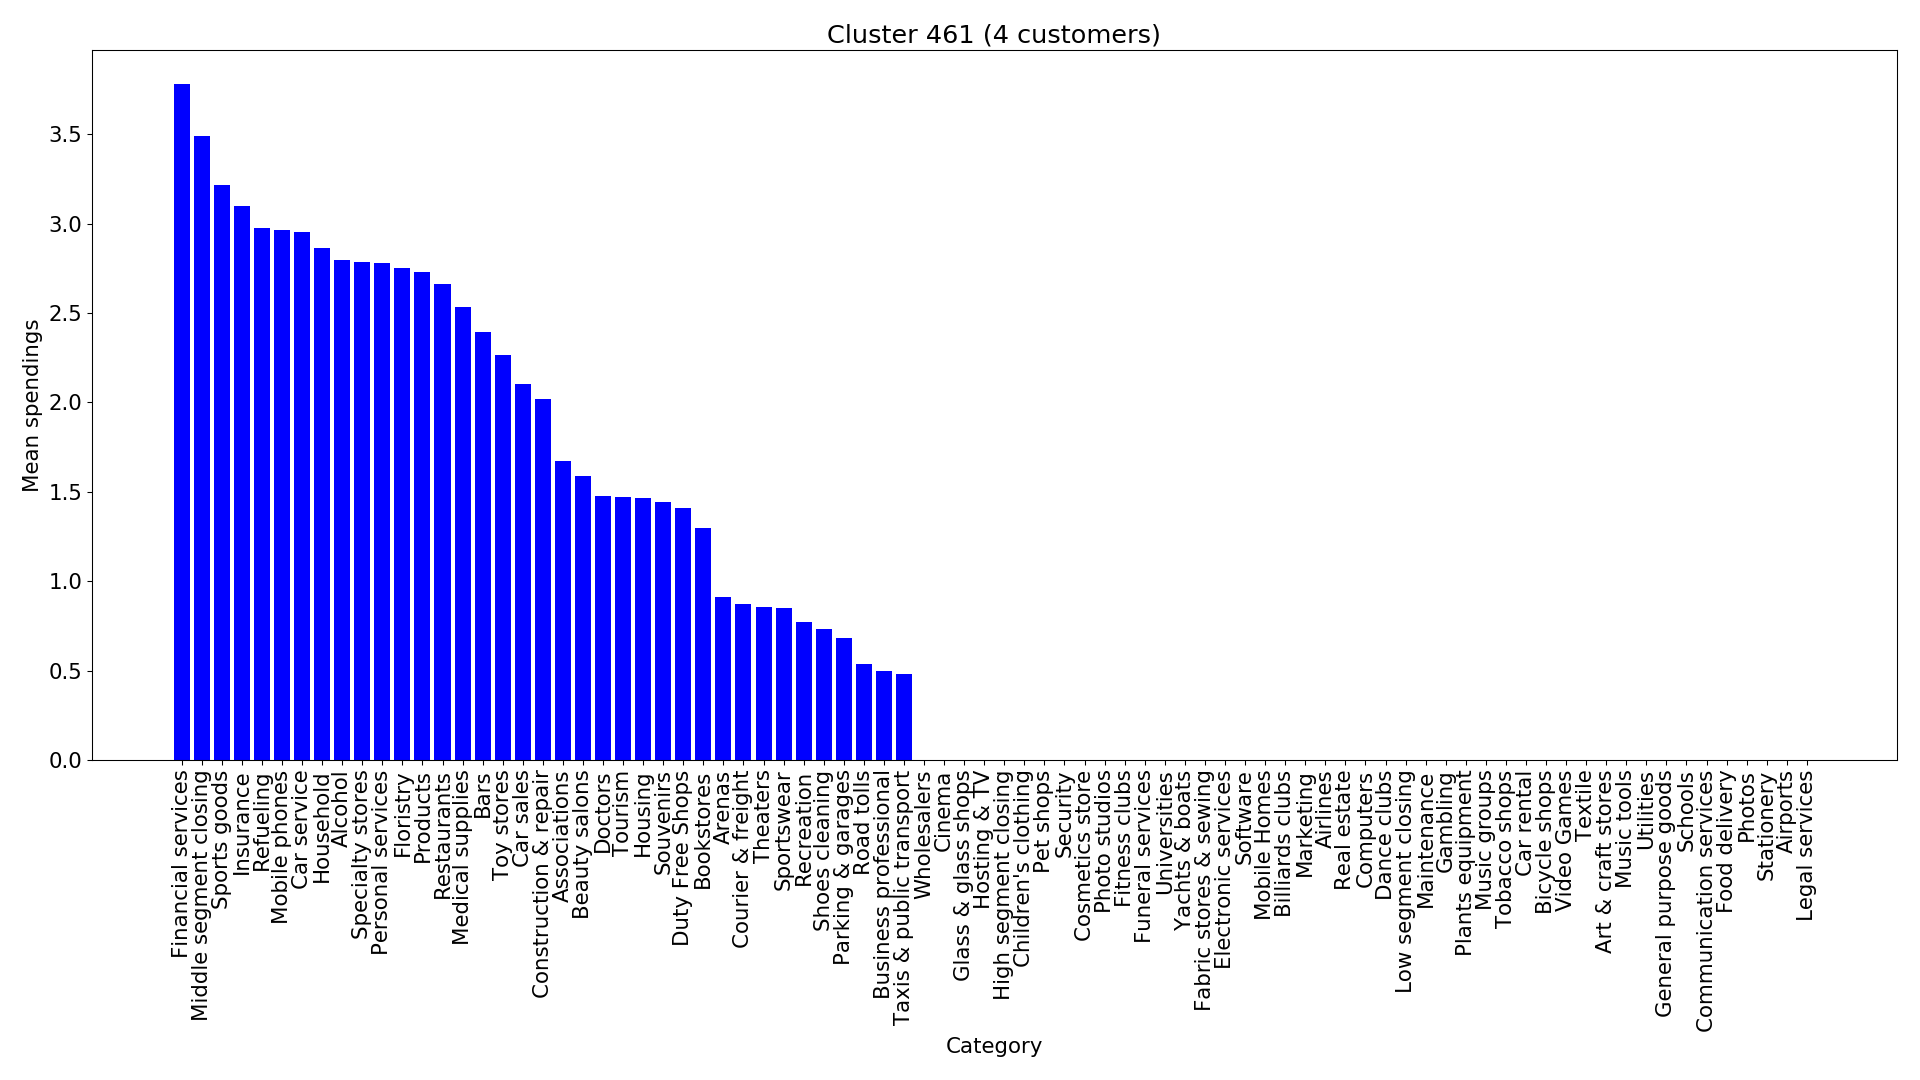 Cluster 461 (4 customers)
Mean spendings
3.5
3.0
2.5
2.0
1.5
1.0
0.5
0.0
Financial services
Middle segment closing
Sports goods
Insurance
Refueling
Mobile phones
Car service
Household
Alcohol
Specialty stores
Personal services
Floristry
Products
Restaurants
Medical supplies
Bars
Toy stores
Car sales
Construction & repair
Associations
Beauty salons
Doctors
Tourism
Housing
Souvenirs
Duty Free Shops
Bookstores
Arenas
Courier & freight
Theaters
Sportswear
Recreation
Shoes cleaning
Parking & garages
Road tolls
Business professional
Taxis & public transport
Wholesalers
Cinema
Glass & glass shops
Hosting & TV
High segment closing
Children's clothing
Pet shops
Security
Cosmetics store
Photo studios
Fitness clubs
Funeral services
Universities
Yachts & boats
Fabric stores & sewing
Electronic services
Software
Mobile Homes
Billiards clubs
Marketing
Airlines
Real estate
Computers
Dance clubs
Low segment closing
Maintenance
Gambling
Plants equipment
Music groups
Tobacco shops
Car rental
Bicycle shops
Video Games
Textile
Art & craft stores
Music tools
Utilities
General purpose goods
Schools
Communication services
Food delivery
Photos
Stationery
Airports
Legal services
Category